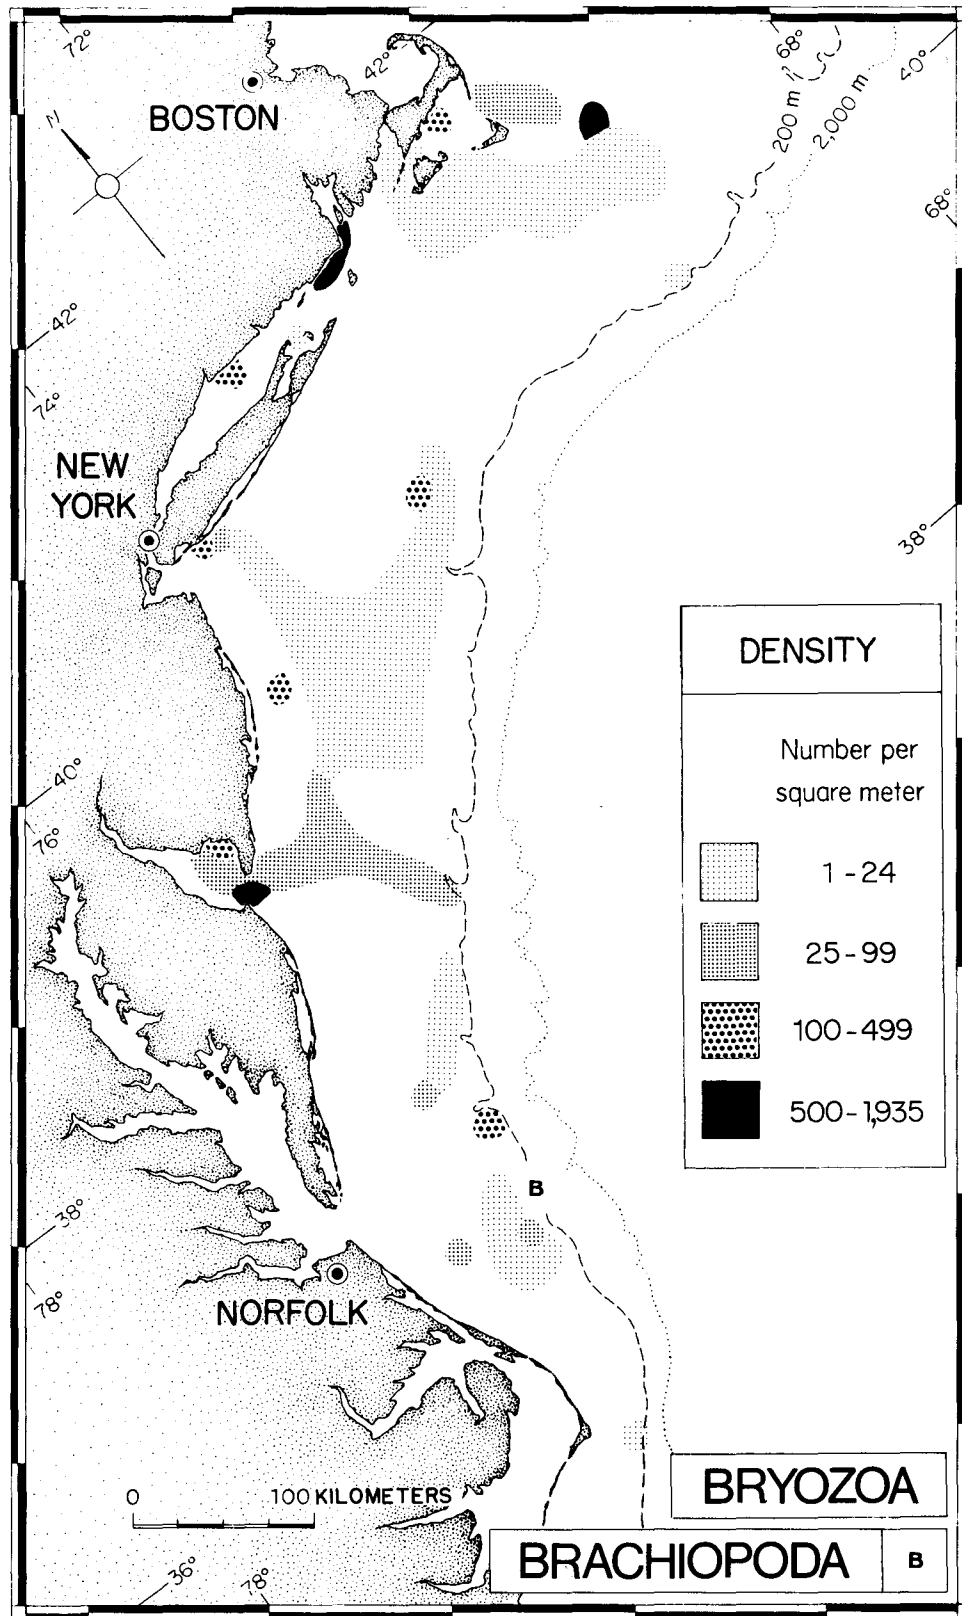 72°
42°
68°
40°
BOSTON
N
200 m
2,000 m
68°
42°
74°
NEW
YORK
38°
DENSITY
Number per
square meter
40°
76°
1-24
25-99
100-499
500-1,935
B
38°
78°
NORFOLK
0 100 KILOMETERS
BRYOZOA
BRACHIOPODA B
36°
78°